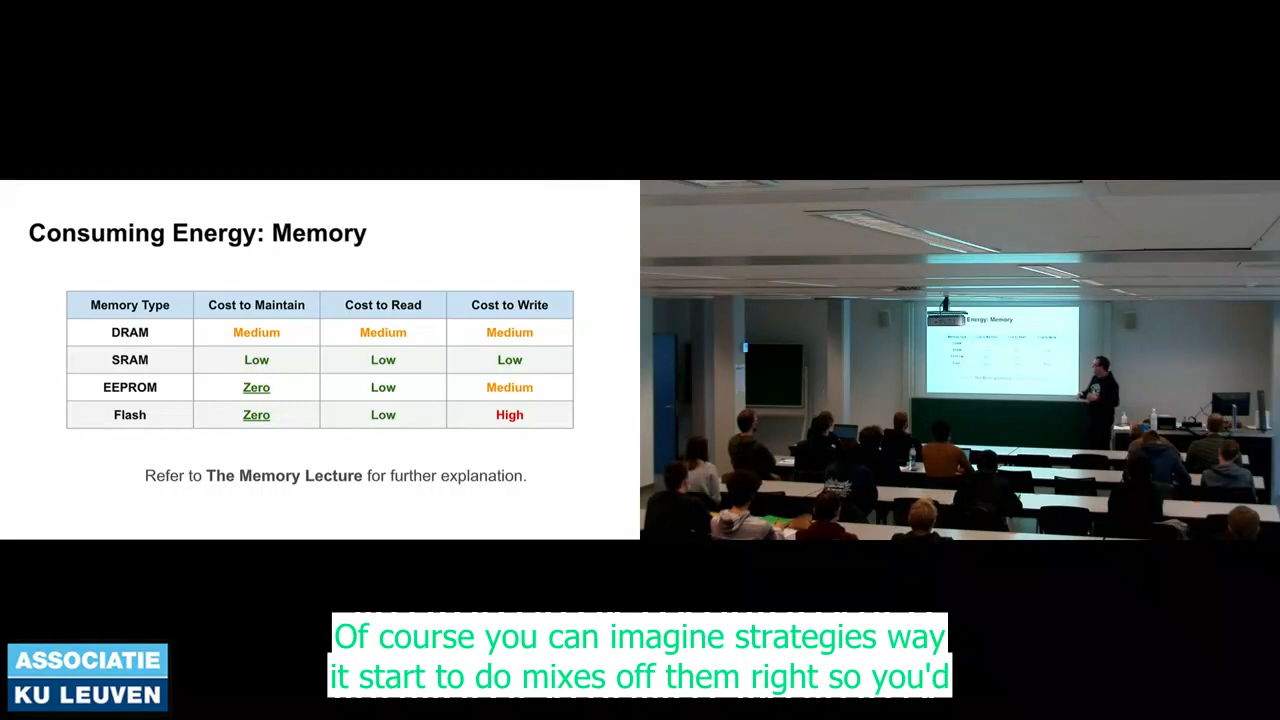 Consuming Energy: Memory
Memory Type Cost to Maintain Cost to Read Cost to Write
DRAM Medium Medium Medium
SRAM Low Low Low
EEPROM Zero Low Medium
Flash Zero Low High
Refer to The Memory Lecture for further explanation.
Energy: Memory
Of course you can imagine strategies way
it start to do mixes off them right so you'd
ASSOCIATIE
KU LEUVEN